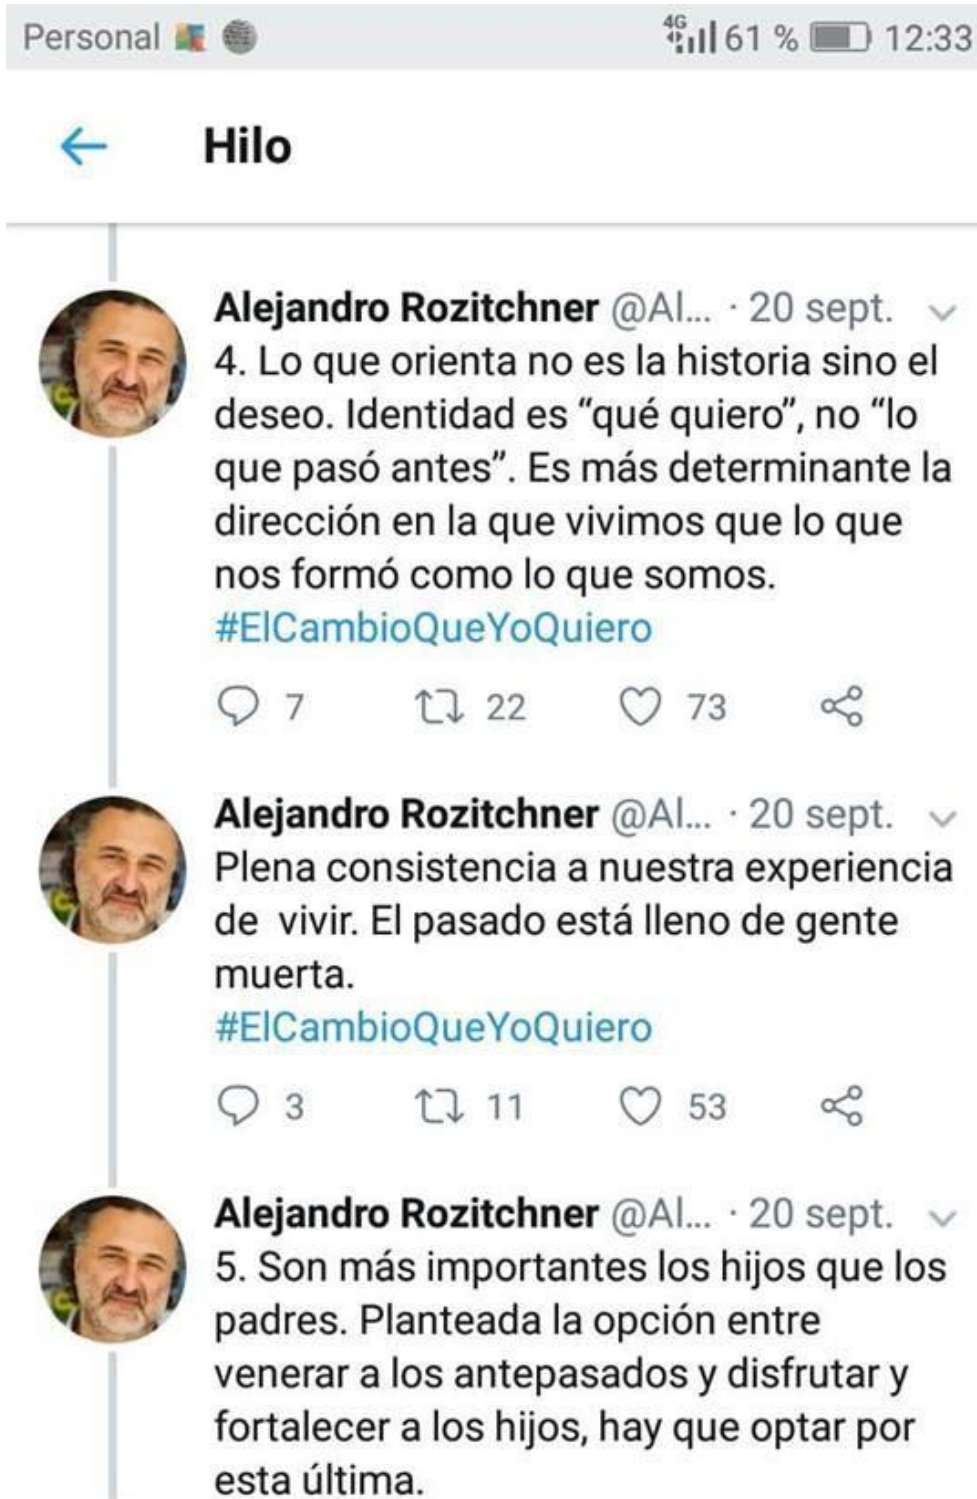 Personal 4G 61 % 12:33
Hilo
Alejandro Rozitchner @Al... · 20 sept.
4. Lo que orienta no es la historia sino el
deseo. Identidad es “qué quiero”, no “lo
que pasó antes”. Es más determinante la
dirección en la que vivimos que lo que
nos formó como lo que somos.
#ElCambioQueYoQuiero
7 22 73
Alejandro Rozitchner @Al... · 20 sept.
Plena consistencia a nuestra experiencia
de  vivir. El pasado está lleno de gente
muerta.
#ElCambioQueYoQuiero
3 11 53
Alejandro Rozitchner @Al... · 20 sept.
5. Son más importantes los hijos que los
padres. Planteada la opción entre
venerar a los antepasados y disfrutar y
fortalecer a los hijos, hay que optar por
esta última.